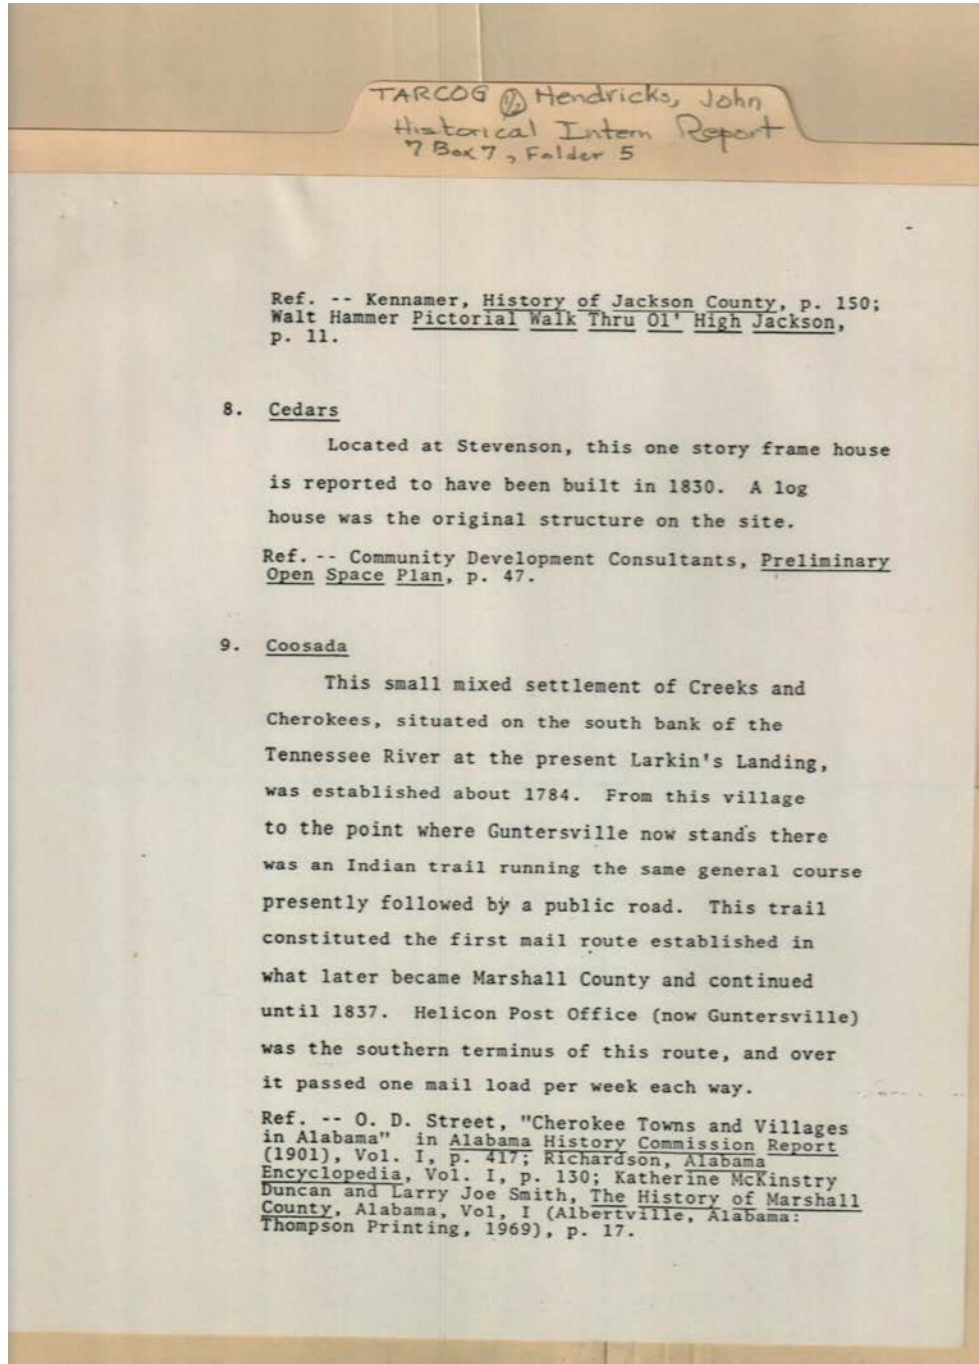 TARCOG Hendricks, John
Historical Intern Report
7 Box 7, Folder 5
Ref. -- Kennamer, History of Jackson County, p. 150;
Walt Hammer Pictorial Walk Thru Ol' High Jackson,
p. 11.
8. Cedars
Located at Stevenson, this one story frame house
is reported to have been built in 1830. A log
house was the original structure on the site.
Ref. -- Community Development Consultants, Preliminary
Open Space Plan, p. 47.
9. Coosada
This small mixed settlement of Creeks and
Cherokees, situated on the south bank of the
Tennessee River at the present Larkin's Landing,
was established about 1784. From this village
to the point where Guntersville now stands there
was an Indian trail running the same general course
presently followed by a public road. This trail
constituted the first mail route established in
what later became Marshall County and continued
until 1837. Helicon Post Office (now Guntersville)
was the southern terminus of this route, and over
it passed one mail load per week each way.
Ref. -- O. D. Street, "Cherokee Towns and Villages
in Alabama" in Alabama History Commission Report
(1901), Vol. I, p. 417; Richardson, Alabama
Encyclopedia, Vol. I, p. 130; Katherine McKinstry
Duncan and Larry Joe Smith, The History of Marshall
County, Alabama, Vol, I (Albertville, Alabama:
Thompson Printing, 1969), p. 17.